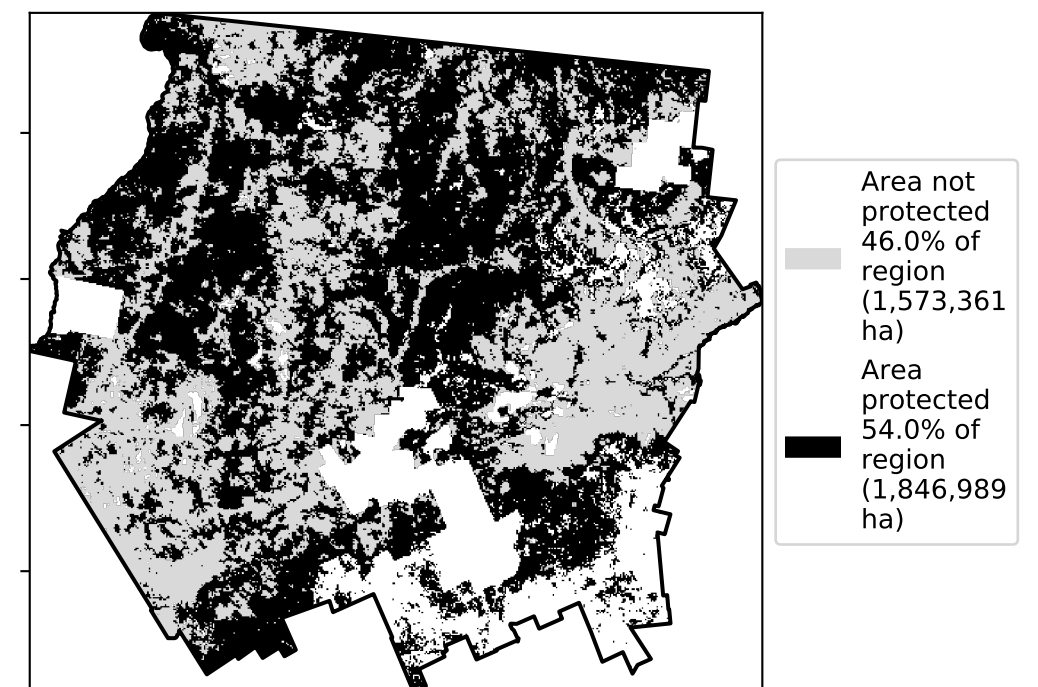 Area not
protected
46.0% of
region
(1,573,361
ha)
Area
protected
54.0% of
region
(1,846,989
ha)